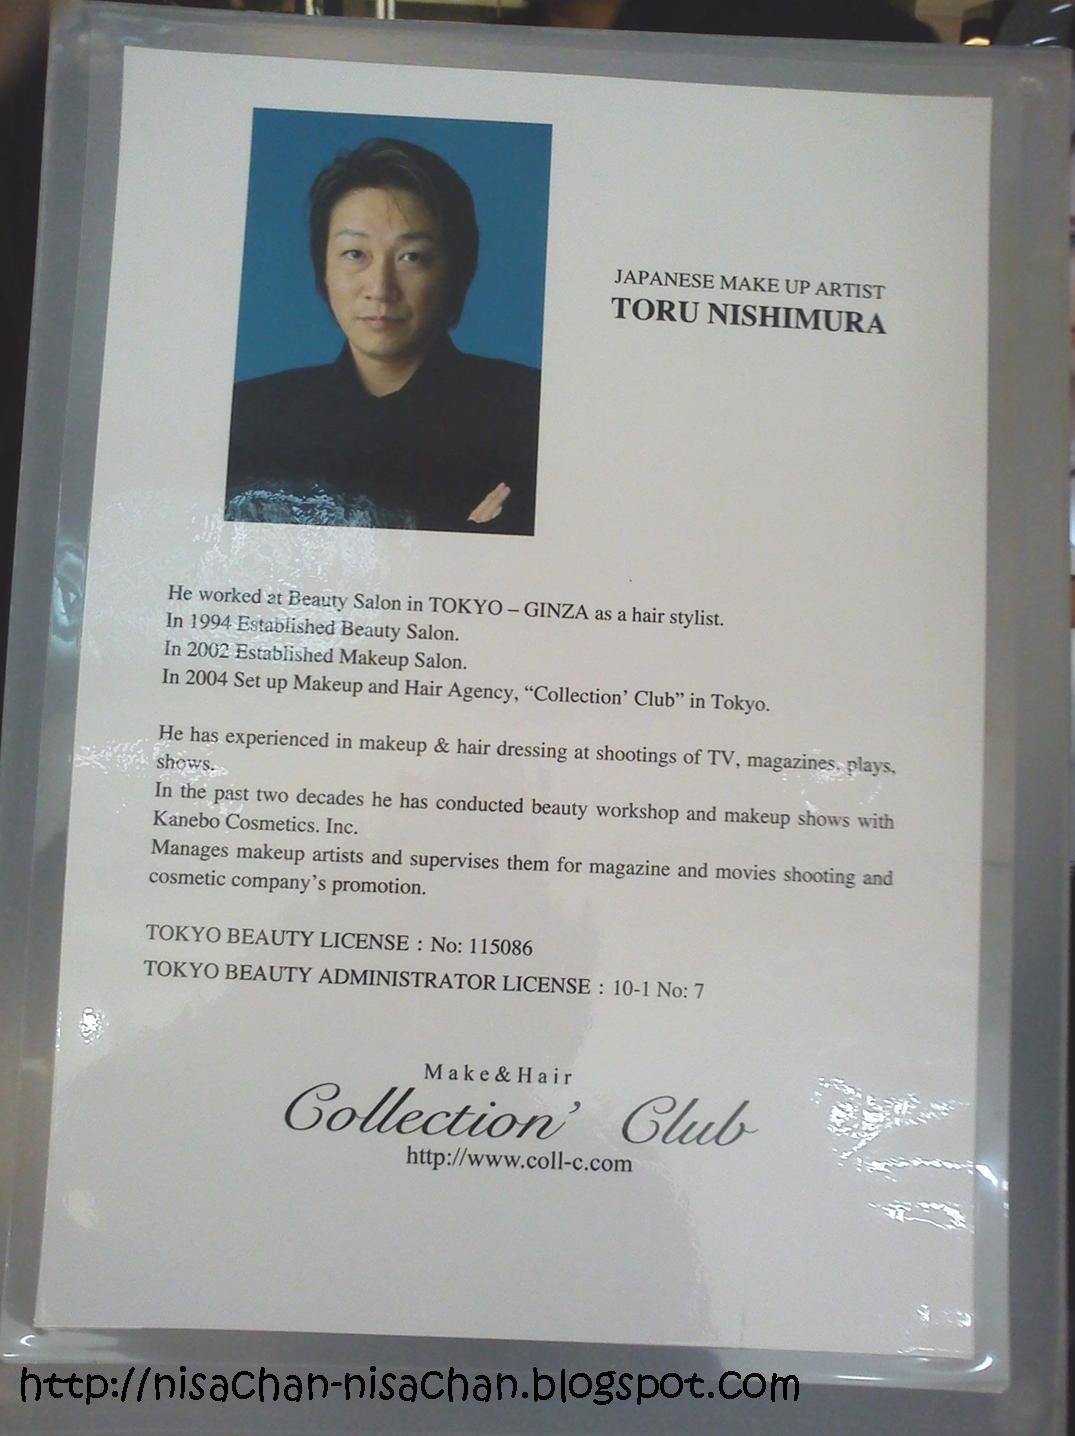 JAPANESE MAKE UP ARTIST
TORU NISHIMURA
He worked at Beauty Salon in TOKYO – GINZA as a hair stylist.
In 1994 Established Beauty Salon.
In 2002 Established Makeup Salon.
In 2004 Set up Makeup and Hair Agency, “Collection’ Club” in Tokyo.
He has experienced in makeup & hair dressing at shootings of TV, magazines, plays,
shows.
In the past two decades he has conducted beauty workshop and makeup shows with
Kanebo Cosmetics. Inc.
Manages makeup artists and supervises them for magazine and movies shooting and
cosmetic company’s promotion.
TOKYO BEAUTY LICENSE : No: 115086
TOKYO BEAUTY ADMINISTRATOR LICENSE : 10-1 No: 7
Make&Hair
Collection’ Club
http://www.coll-c.com
http://nisachan-nisachan.blogspot.com